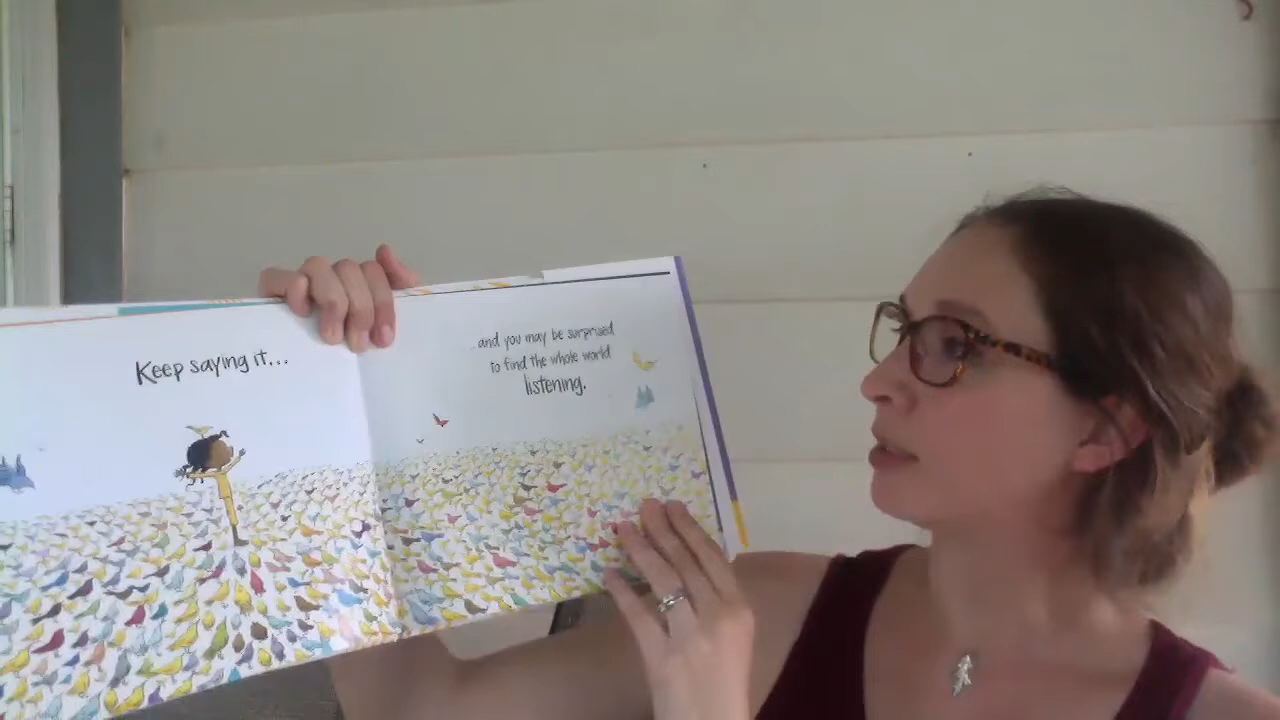 Keep saying it...
...and you may be surprised
to find the whole world
listening.